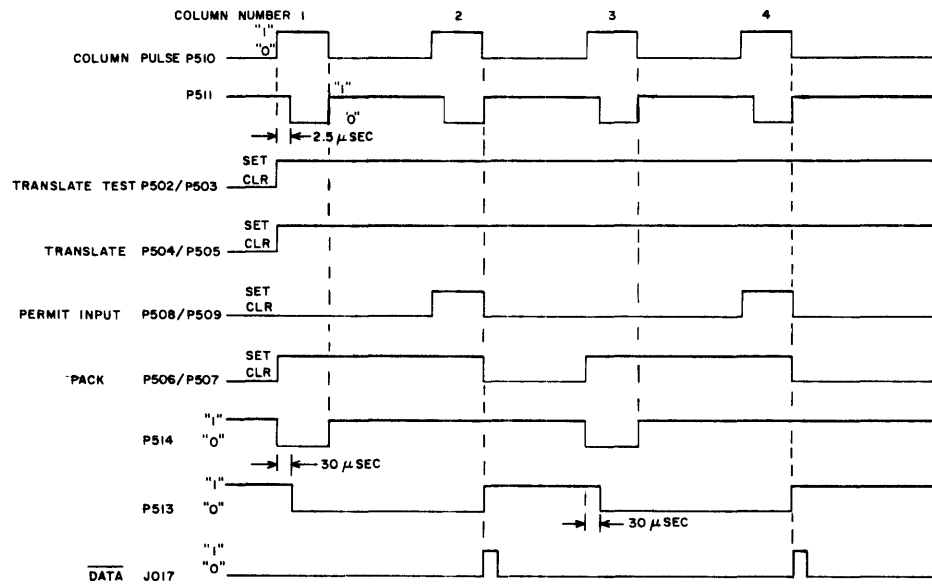 COLUMN NUMBER 1 2 3 4
"1"
"0"
COLUMN PULSE P510
P511
"1"
"0"
2.5 μ SEC
SET
CLR
TRANSLATE TEST P502/P503
SET
CLR
TRANSLATE P504/P505
SET
CLR
PERMIT INPUT P508/P509
SET
CLR
PACK P506/P507
"1"
"0"
P514
30 μ SEC
"1"
"0"
P513
30 μ SEC
"1"
"0"
DATA J017